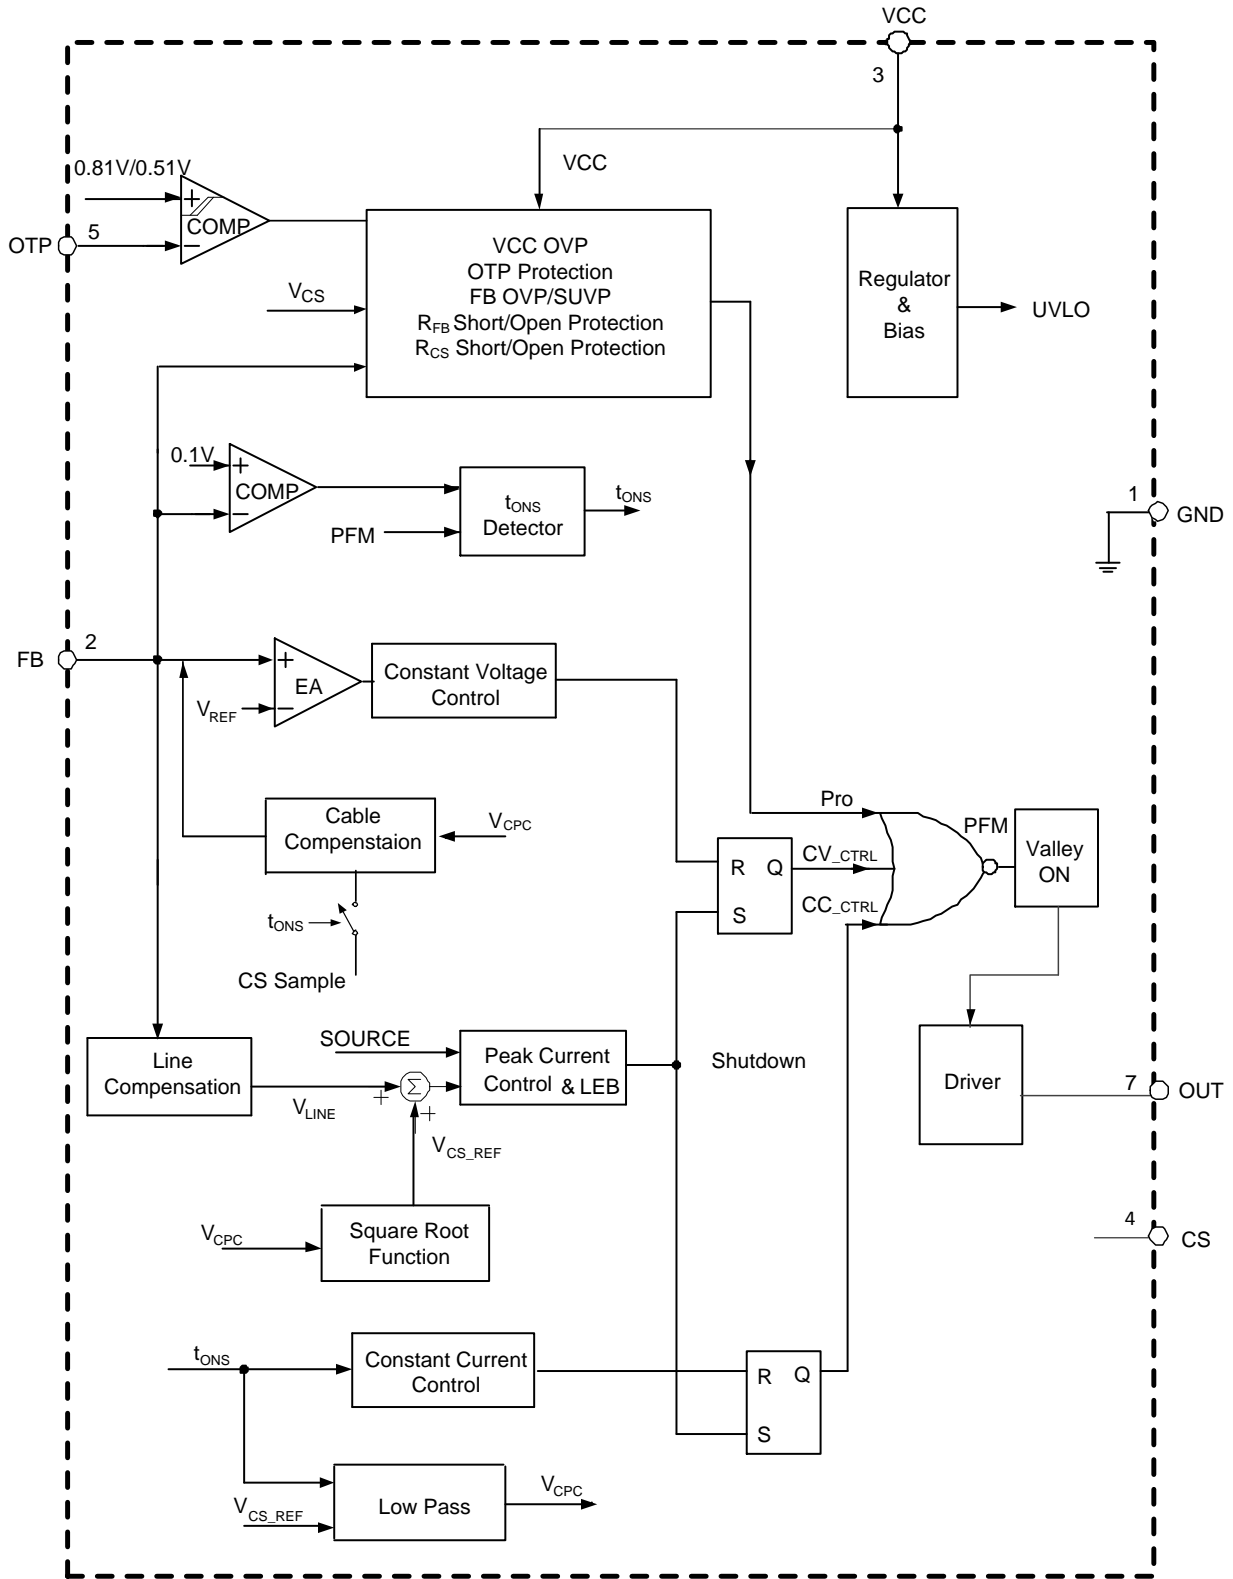 VCC
3
0.81V/0.51V
VCC
+
COMP
OTP
5
−
VCC OVP
OTP Protection
FB OVP/SUVP
RFB Short/Open Protection
RCS Short/Open Protection
VCS
Regulator
&
Bias
UVLO
0.1V
+
COMP
−
tONS
Detector
tONS
PFM
1
GND
FB
2
+
EA
−
VREF
Constant Voltage
Control
Cable
Compenstaion
VCPC
tONS
CS Sample
Pro
CV_CTRL
CC_CTRL
R
Q
S
PFM
Valley
ON
Line
Compensation
VLINE
SOURCE
+
Σ
+
VCS_REF
Peak Current
Control & LEB
Shutdown
Driver
7
OUT
VCPC
Square Root
Function
4
CS
tONS
Constant Current
Control
R
Q
S
VCS_REF
Low Pass
VCPC